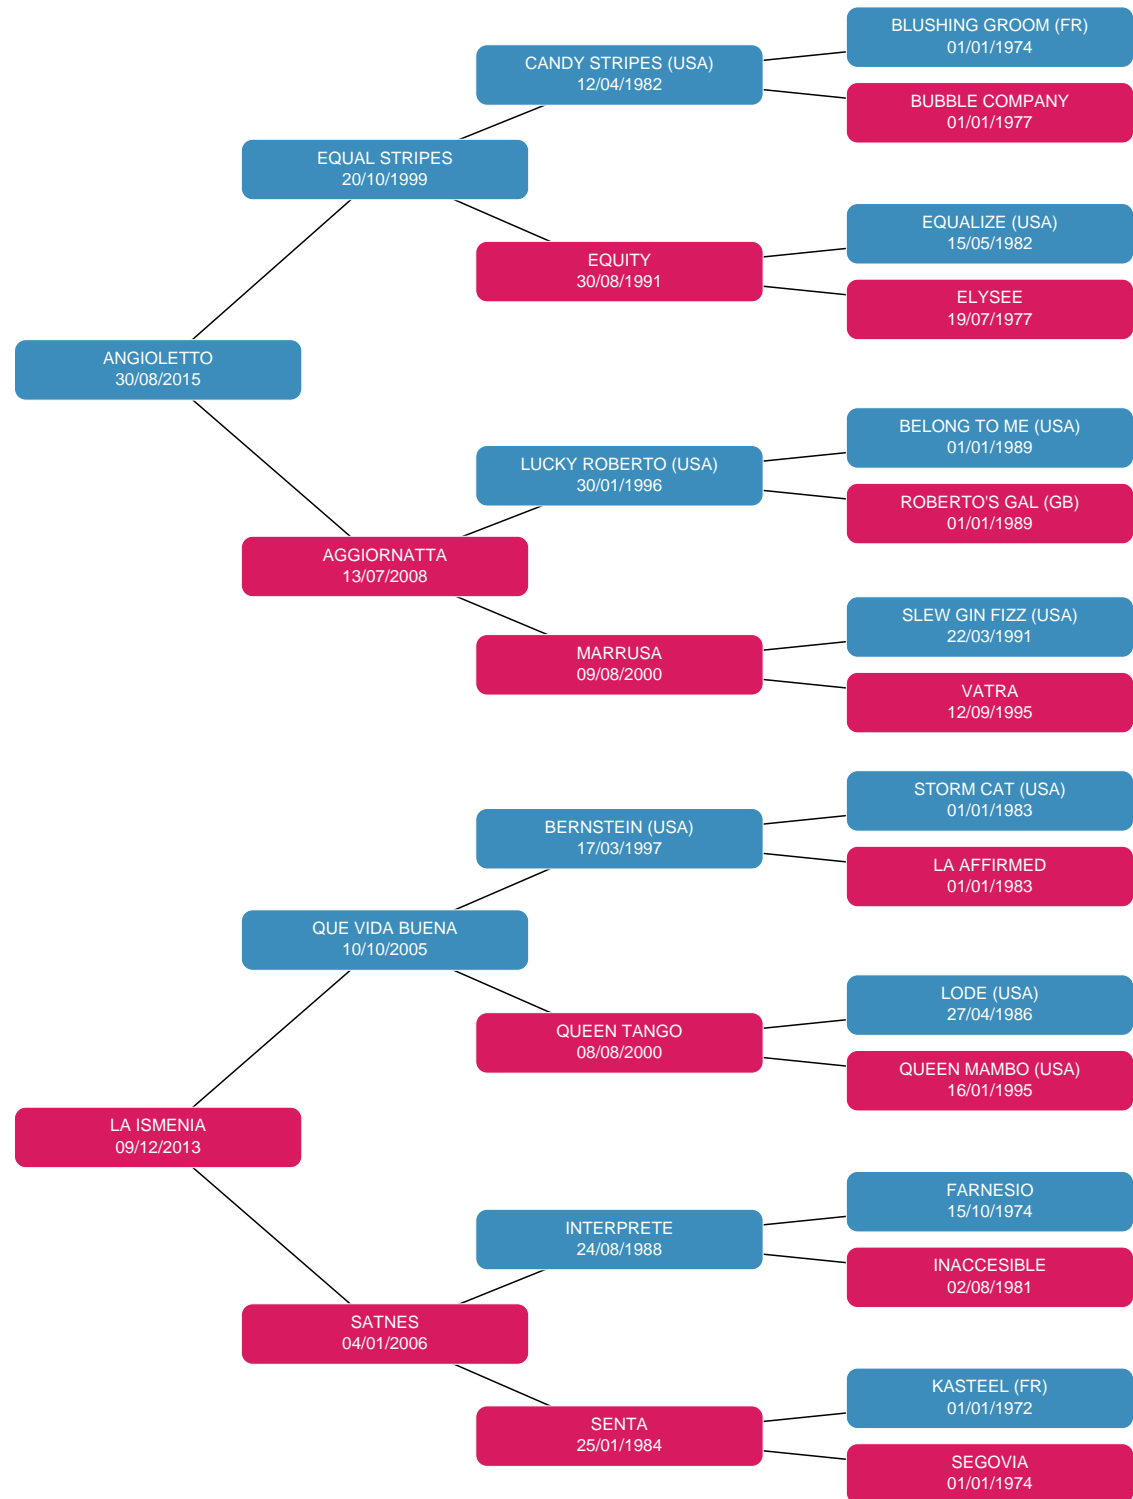 BLUSHING GROOM (FR)
01/01/1974
CANDY STRIPES (USA)
12/04/1982
BUBBLE COMPANY
01/01/1977
EQUAL STRIPES
20/10/1999
EQUALIZE (USA)
15/05/1982
EQUITY
30/08/1991
ELYSEE
19/07/1977
ANGIOLETTO
30/08/2015
BELONG TO ME (USA)
01/01/1989
LUCKY ROBERTO (USA)
30/01/1996
ROBERTO'S GAL (GB)
01/01/1989
AGGIORNATTA
13/07/2008
SLEW GIN FIZZ (USA)
22/03/1991
MARRUSA
09/08/2000
VATRA
12/09/1995
STORM CAT (USA)
01/01/1983
BERNSTEIN (USA)
17/03/1997
LA AFFIRMED
01/01/1983
QUE VIDA BUENA
10/10/2005
LODE (USA)
27/04/1986
QUEEN TANGO
08/08/2000
QUEEN MAMBO (USA)
16/01/1995
LA ISMENIA
09/12/2013
FARNESIO
15/10/1974
INTERPRETE
24/08/1988
INACCESIBLE
02/08/1981
SATNES
04/01/2006
KASTEEL (FR)
01/01/1972
SENTA
25/01/1984
SEGOVIA
01/01/1974